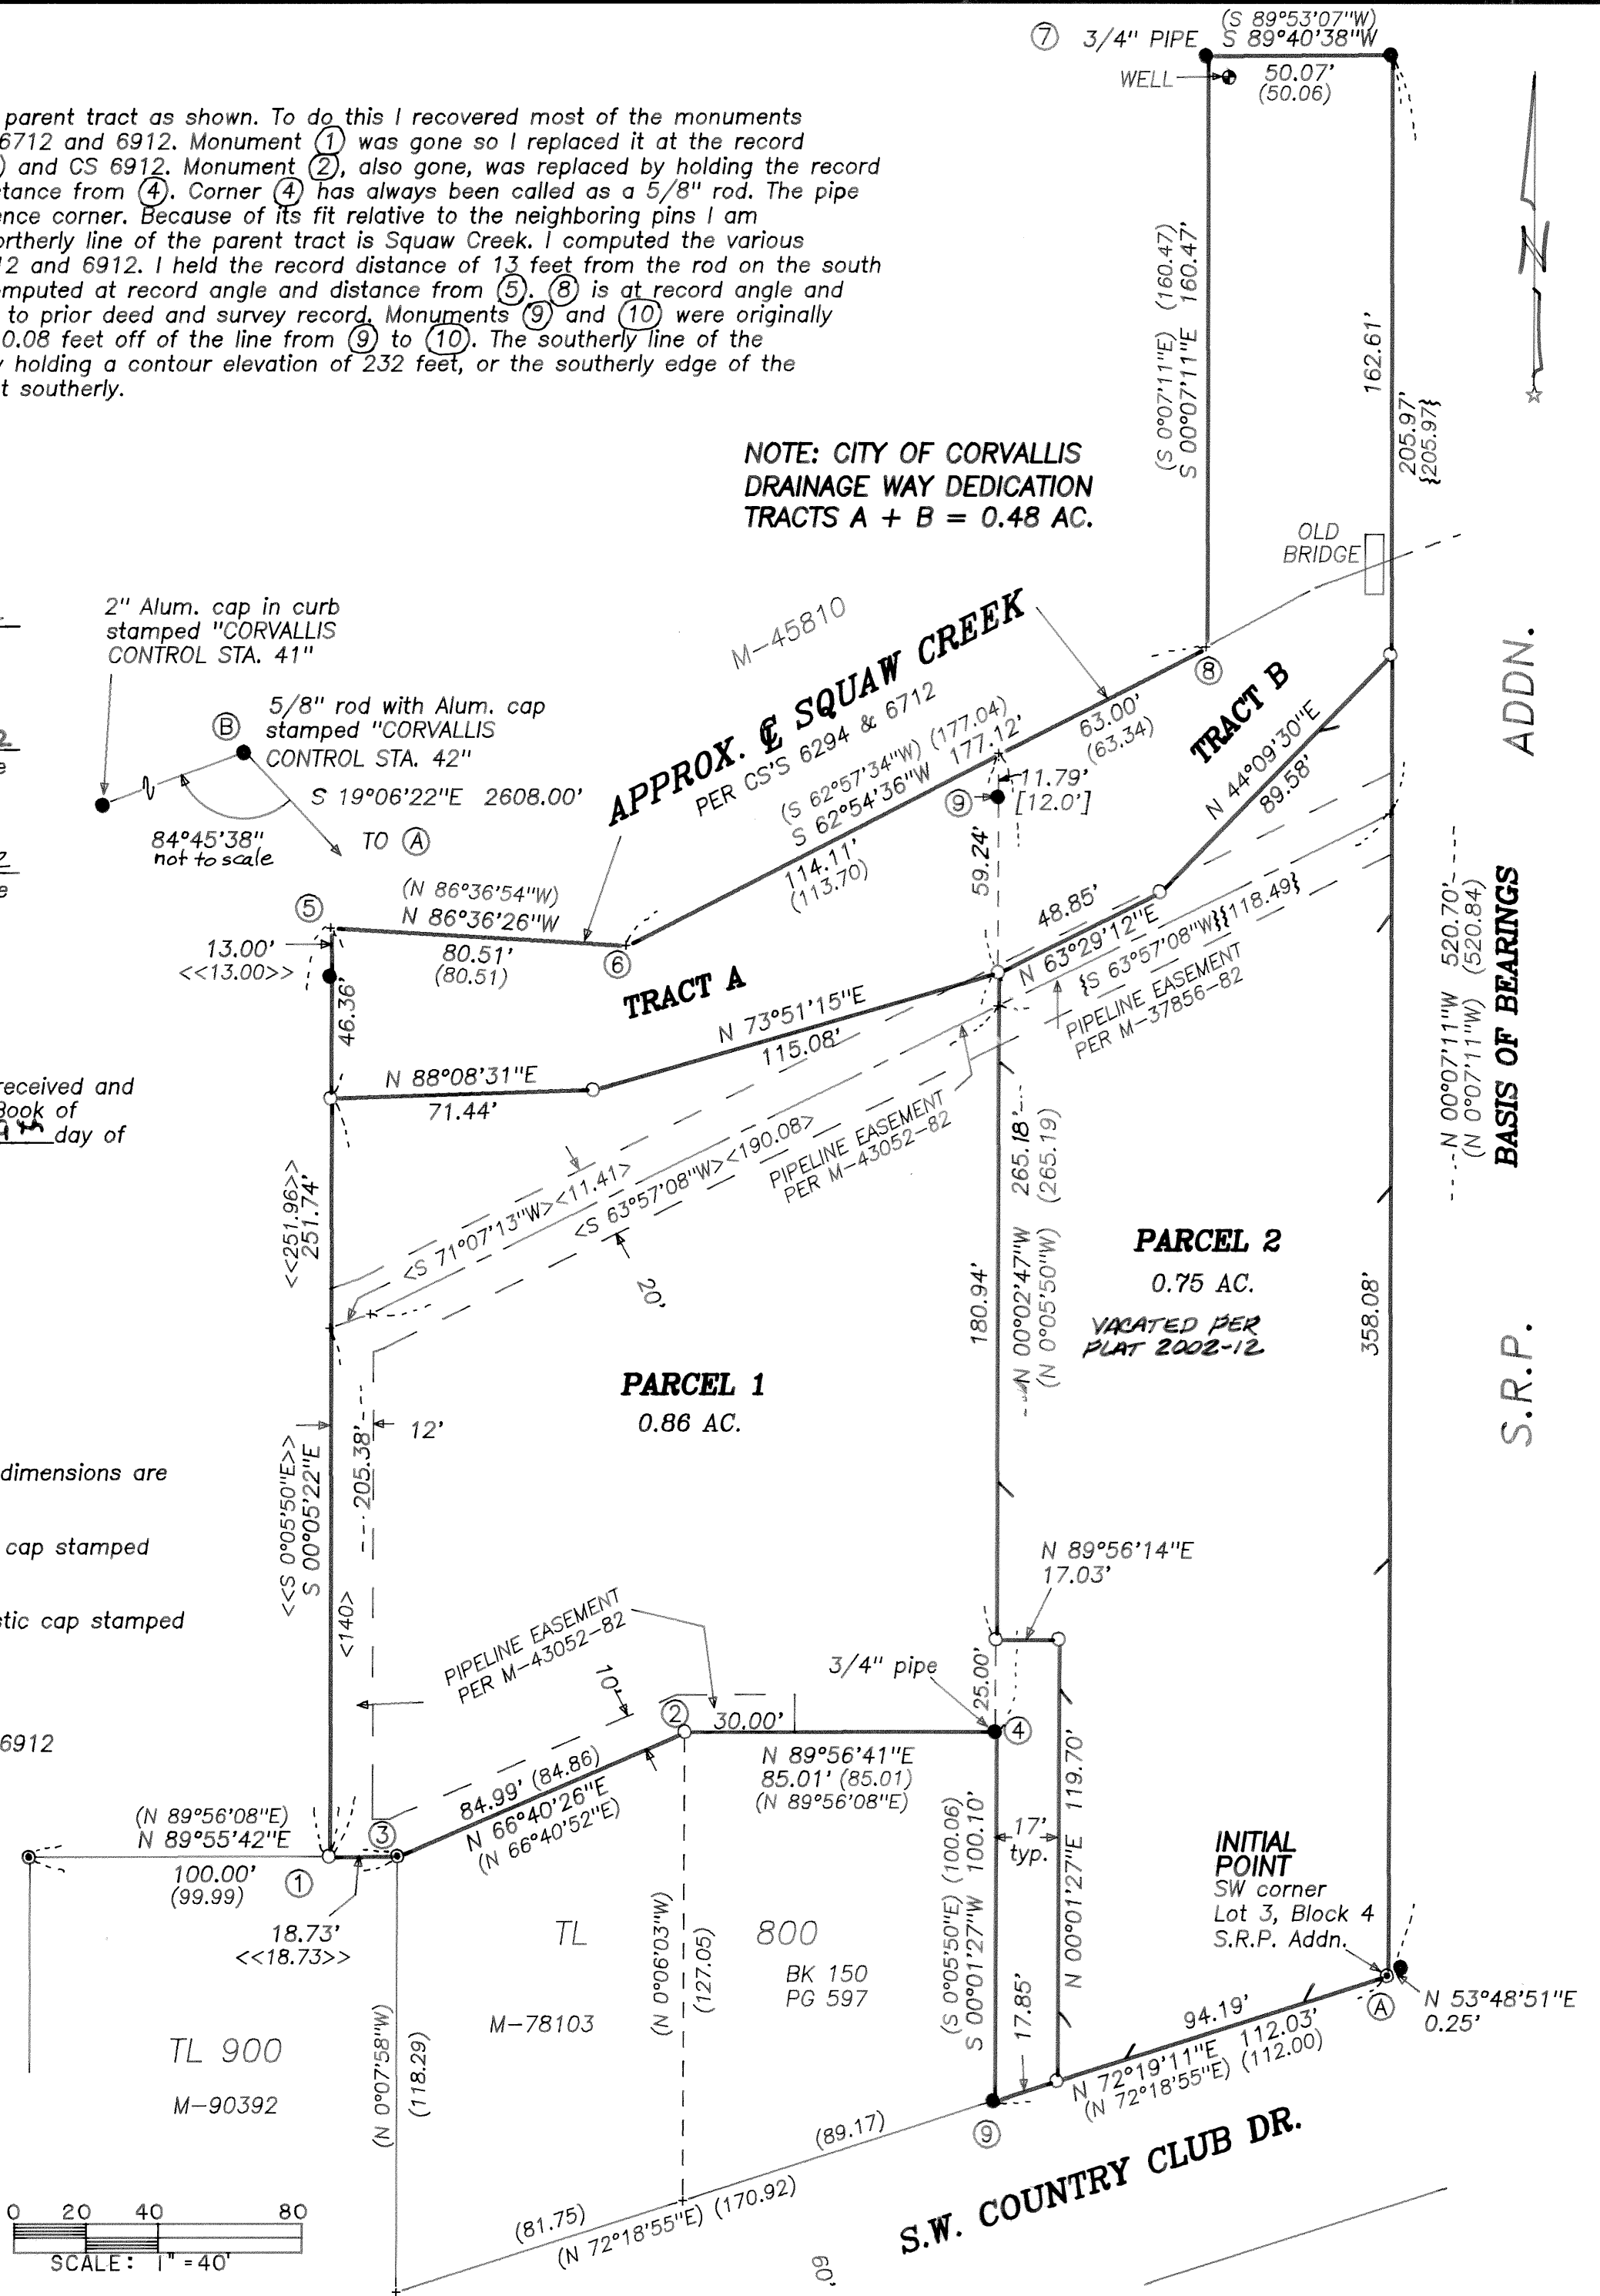 parent tract as shown. To do this I recovered most of the monuments
6712 and 6912. Monument ① was gone so I replaced it at the record
) and CS 6912. Monument ②, also gone, was replaced by holding the record
tance from ④. Corner ④ has always been called as a 5/8" rod. The pipe
ence corner. Because of its fit relative to the neighboring pins I am
ortherly line of the parent tract is Squaw Creek. I computed the various
12 and 6912. I held the record distance of 13 feet from the rod on the south
mputed at record angle and distance from ⑤. ⑧ is at record angle and
to prior deed and survey record. Monuments ⑨ and ⑩ were originally
0.08 feet off of the line from ⑨ to ⑩. The southerly line of the
y holding a contour elevation of 232 feet, or the southerly edge of the
t southerly.
(S 89°53'07"W)
⑦ 3/4" PIPE S 89°40'38"W
WELL
50.07'
(50.06)
(S 0°07'11"E) (160.47)
S 00°07'11"E 160.47'
162.61'
205.97'
{205.97}
N
NOTE: CITY OF CORVALLIS
DRAINAGE WAY DEDICATION
TRACTS A + B = 0.48 AC.
OLD
BRIDGE
2" Alum. cap in curb
stamped "CORVALLIS
CONTROL STA. 41"
Ⓑ
5/8" rod with Alum. cap
stamped "CORVALLIS
CONTROL STA. 42"
S 19°06'22"E 2608.00'
84°45'38"
not to scale
TO Ⓐ
M-45810
APPROX. ℄ SQUAW CREEK
PER CS'S 6294 & 6712
(S 62°57'34"W) (177.04)
S 62°54'36"W 177.12'
63.00'
(63.34)
114.11'
(113.70)
⑧
TRACT B
N 44°09'30"E
89.58'
ADDN.
11.79'
⑨ [12.0']
59.24'
(N 86°36'54"W)
⑤ N 86°36'26"W
80.51'
(80.51)
⑥
13.00'
<<13.00>>
46.36'
TRACT A
48.85'
N 63°29'12"E
{S 63°57'08"W}{118.49}
PIPELINE EASEMENT
PER M-37856-82
N 73°51'15"E
115.08'
N 88°08'31"E
71.44'
N 00°07'11"W 520.70'
(N 0°07'11"W) (520.84)
BASIS OF BEARINGS
received and
Book of
9th day of
<<251.96>>
251.74'
<S 71°07'13"W><11.41>
<S 63°57'08"W><190.08>
PIPELINE EASEMENT
PER M-43052-82
20'
265.18'
(265.19)
N 00°02'47"W
(N 0°05'50"W)
180.94'
PARCEL 2
0.75 AC.
VACATED PER
PLAT 2002-12
358.08'
S.R.P.
PARCEL 1
0.86 AC.
12'
205.38'
<<S 0°05'50"E>>
S 00°05'22"E
<140>
dimensions are
cap stamped
stic cap stamped
6912
N 89°56'14"E
17.03'
PIPELINE EASEMENT
PER M-43052-82
10'
3/4" pipe
25.00'
② 30.00'
④
N 89°56'41"E
85.01' (85.01)
(N 89°56'08"E)
84.99' (84.86)
N 66°40'26"E
(N 66°40'52"E)
(N 89°56'08"E)
N 89°55'42"E
③
100.00'
(99.99)
①
18.73'
<<18.73>>
(S 0°05'50"E) (100.06)
S 00°01'27"W 100.10'
17'
typ.
N 00°01'27"E 119.70'
INITIAL
POINT
SW corner
Lot 3, Block 4
S.R.P. Addn.
Ⓐ
N 53°48'51"E
0.25'
TL 800
BK 150
PG 597
M-78103
(N 0°06'03"W)
(127.05)
TL 900
M-90392
(N 0°07'58"W)
(118.29)
17.85'
94.19'
N 72°19'11"E 112.03'
(N 72°18'55"E) (112.00)
⑨
(89.17)
(81.75)
(N 72°18'55"E) (170.92)
S.W. COUNTRY CLUB DR.
60'
0 20 40 80
SCALE: 1" = 40'